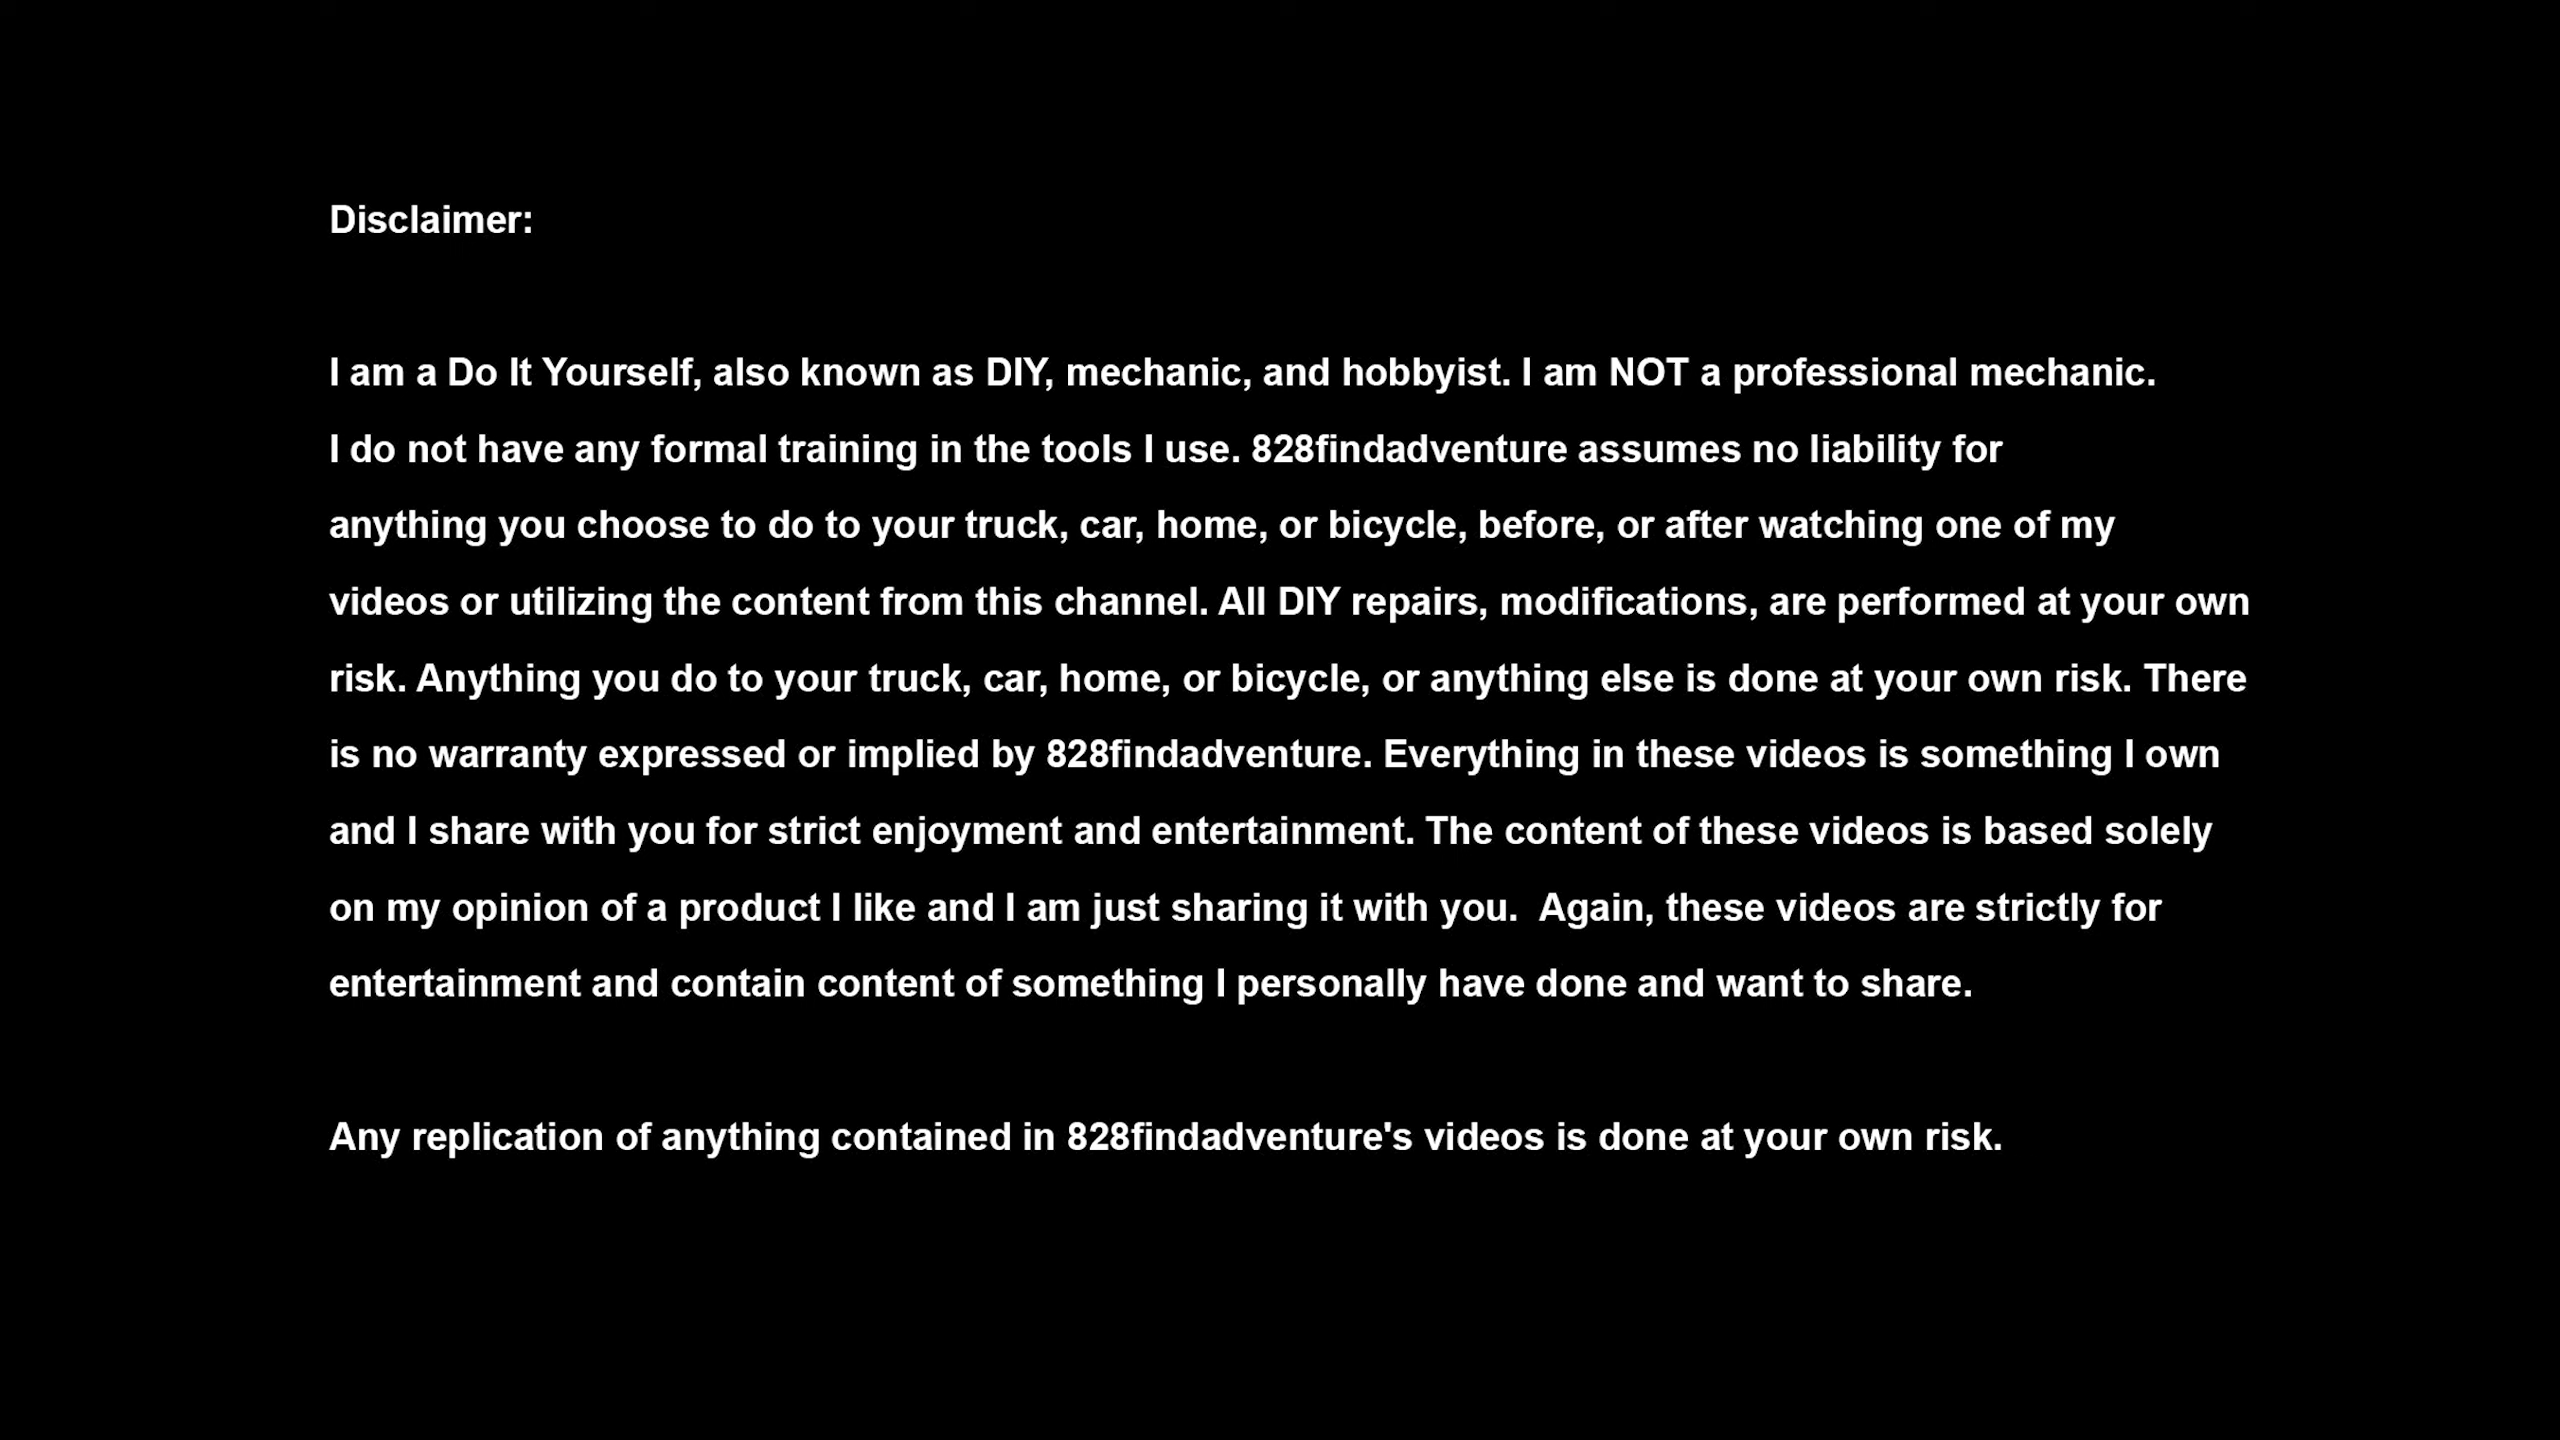 Disclaimer:
I am a Do It Yourself, also known as DIY, mechanic, and hobbyist. I am NOT a professional mechanic.
I do not have any formal training in the tools I use. 828findadventure assumes no liability for
anything you choose to do to your truck, car, home, or bicycle, before, or after watching one of my
videos or utilizing the content from this channel. All DIY repairs, modifications, are performed at your own
risk. Anything you do to your truck, car, home, or bicycle, or anything else is done at your own risk. There
is no warranty expressed or implied by 828findadventure. Everything in these videos is something I own
and I share with you for strict enjoyment and entertainment. The content of these videos is based solely
on my opinion of a product I like and I am just sharing it with you.  Again, these videos are strictly for
entertainment and contain content of something I personally have done and want to share.
Any replication of anything contained in 828findadventure's videos is done at your own risk.